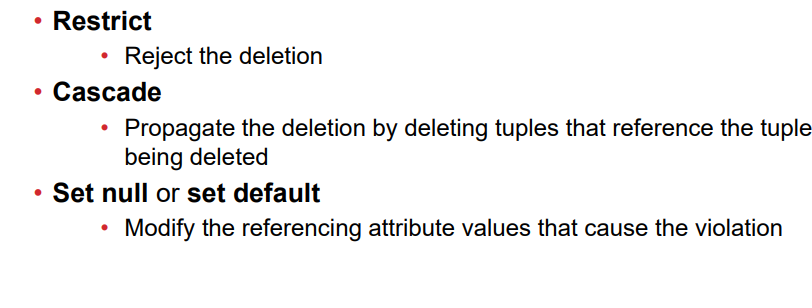 • Restrict
• Reject the deletion
• Cascade
• Propagate the deletion by deleting tuples that reference the tuple
being deleted
• Set null or set default
• Modify the referencing attribute values that cause the violation